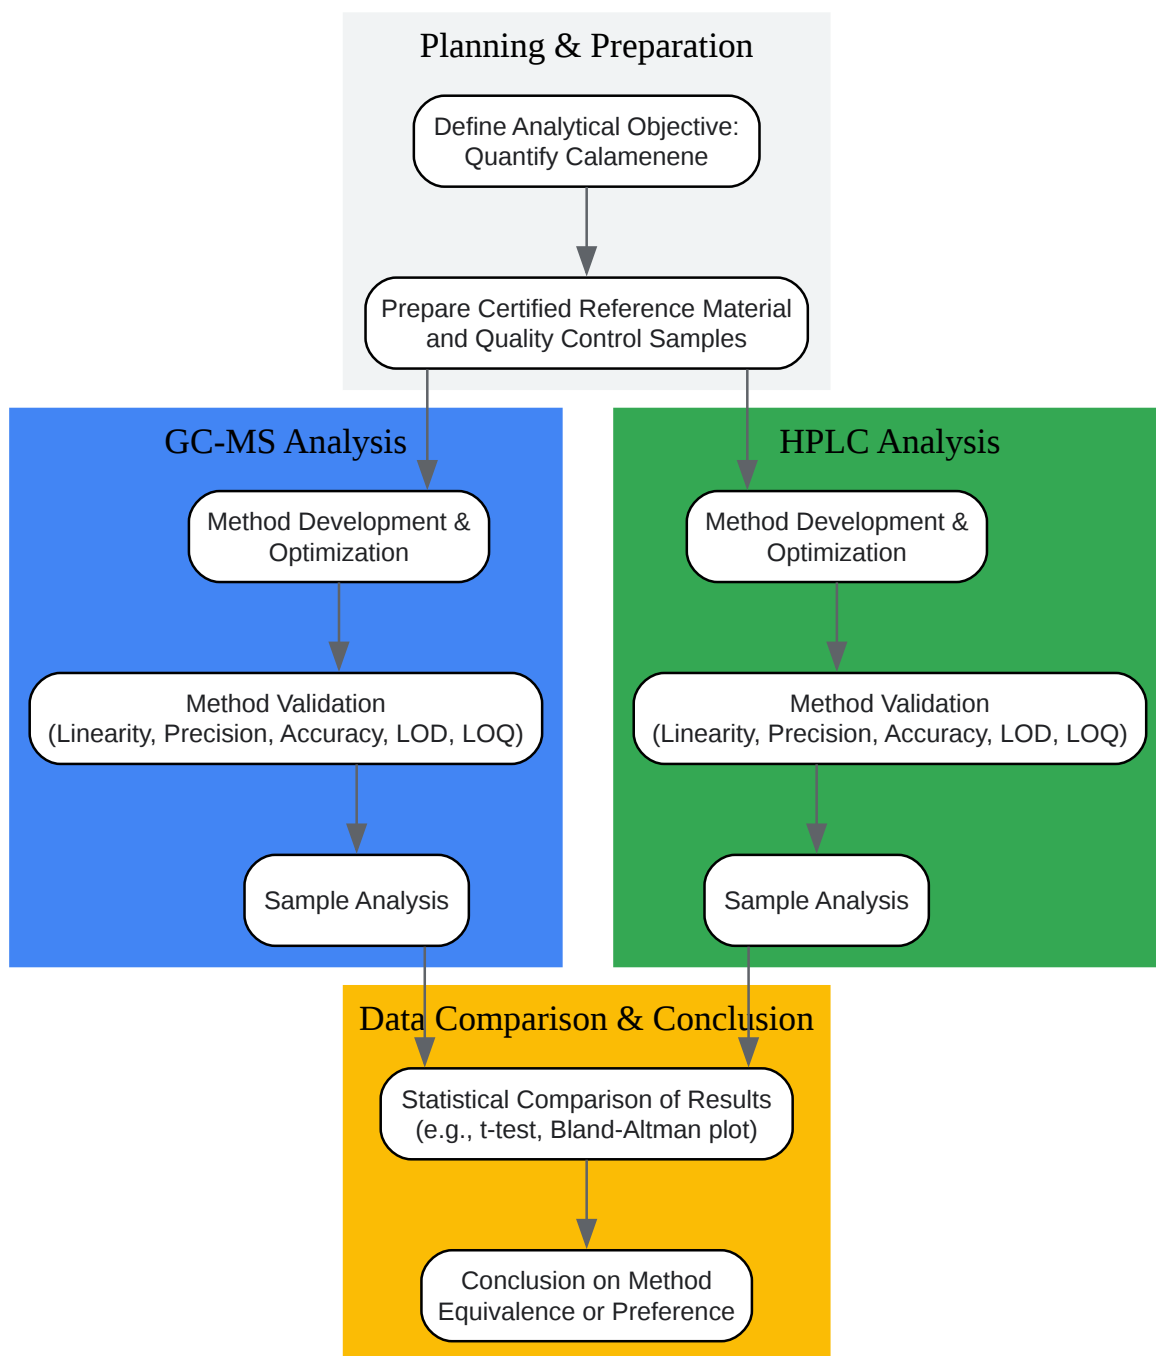 Planning & Preparation
Define Analytical Objective:
Quantify Calamenene
Prepare Certified Reference Material
and Quality Control Samples
GC-MS Analysis
Method Development &
Optimization
Method Validation
(Linearity, Precision, Accuracy, LOD, LOQ)
Sample Analysis
HPLC Analysis
Method Development &
Optimization
Method Validation
(Linearity, Precision, Accuracy, LOD, LOQ)
Sample Analysis
Data Comparison & Conclusion
Statistical Comparison of Results
(e.g., t-test, Bland-Altman plot)
Conclusion on Method
Equivalence or Preference